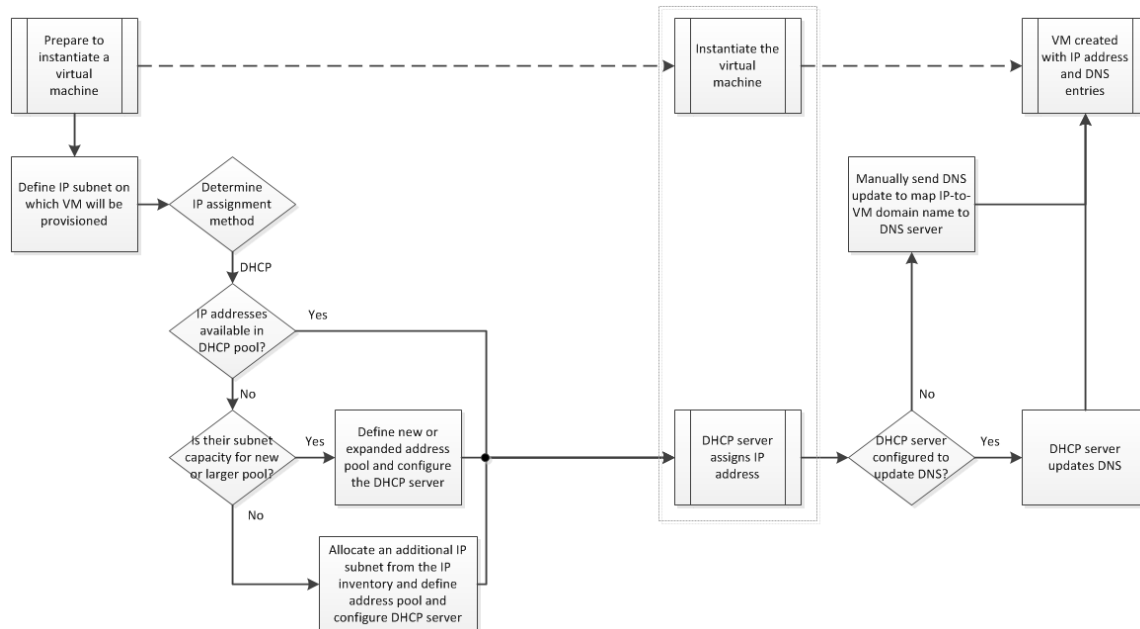 Prepare to
instantiate a
virtual
machine
Instantiate the
virtual
machine
VM created
with IP address
and DNS
entries
Define IP subnet on
which VM will be
provisioned
Determine
IP assignment
method
Manually send DNS
update to map IP-to-
VM domain name to
DNS server
DHCP
IP addresses
available in
DHCP pool?
Yes
No
No
Is their subnet
capacity for new
or larger pool?
Yes
Define new or
expanded address
pool and configure
the DHCP server
DHCP server
assigns IP
address
DHCP server
configured to
update DNS?
Yes
DHCP server
updates DNS
No
Allocate an additional IP
subnet from the IP
inventory and define
address pool and
configure DHCP server